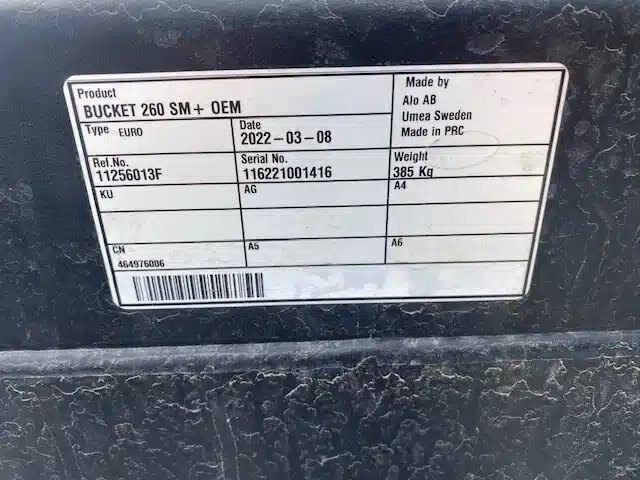 Product
BUCKET 260 SM+ OEM
Made by
Alo AB
Umea Sweden
Made in PRC
Type EURO
Date
2022-03-08
Ref.No.
11256013F
Serial No.
116221001416
Weight
385 Kg
KU
AG
A4
CN
464976006
A5
A6